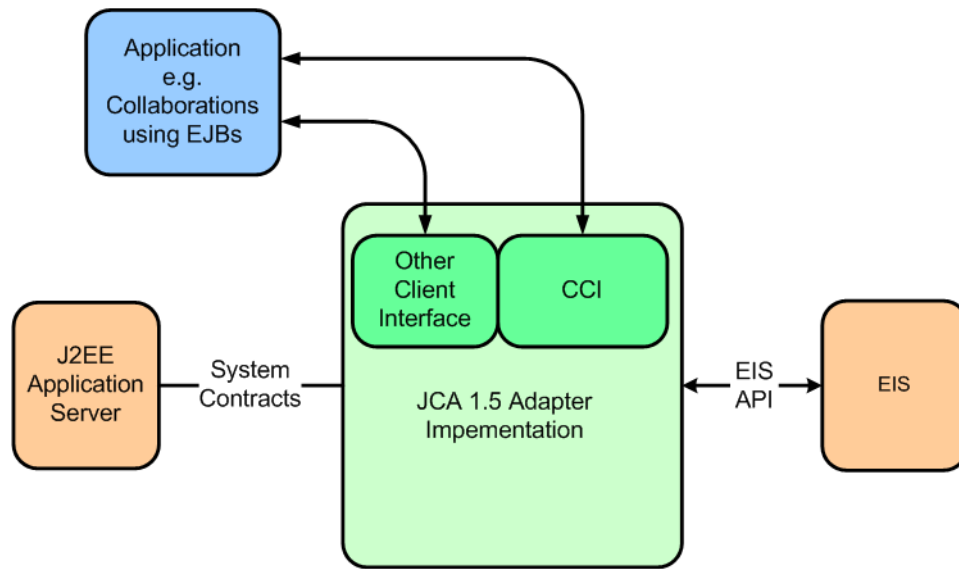 Application
e.g.
Collaborations
using EJBs
Other
Client
Interface
CCI
J2EE
Application
Server
System
Contracts
JCA 1.5 Adapter
Impementation
EIS
API
EIS